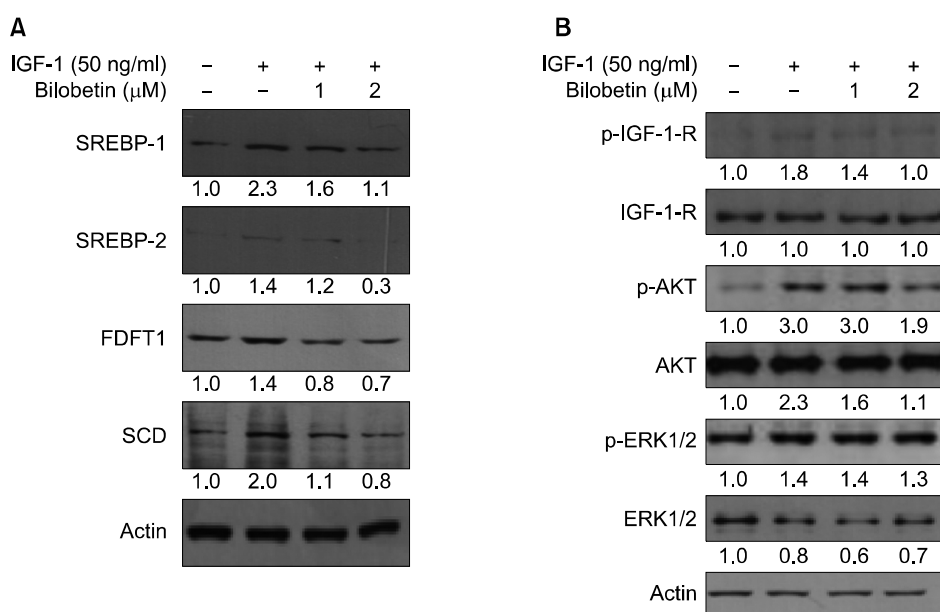 A
IGF-1 (50 ng/ml) – + + +
Bilobetin (μM) – – 1 2
SREBP-1
1.0 2.3 1.6 1.1
SREBP-2
1.0 1.4 1.2 0.3
FDFT1
1.0 1.4 0.8 0.7
SCD
1.0 2.0 1.1 0.8
Actin
B
IGF-1 (50 ng/ml) – + + +
Bilobetin (μM) – – 1 2
p-IGF-1-R
1.0 1.8 1.4 1.0
IGF-1-R
1.0 1.0 1.0 1.0
p-AKT
1.0 3.0 3.0 1.9
AKT
1.0 2.3 1.6 1.1
p-ERK1/2
1.0 1.4 1.4 1.3
ERK1/2
1.0 0.8 0.6 0.7
Actin